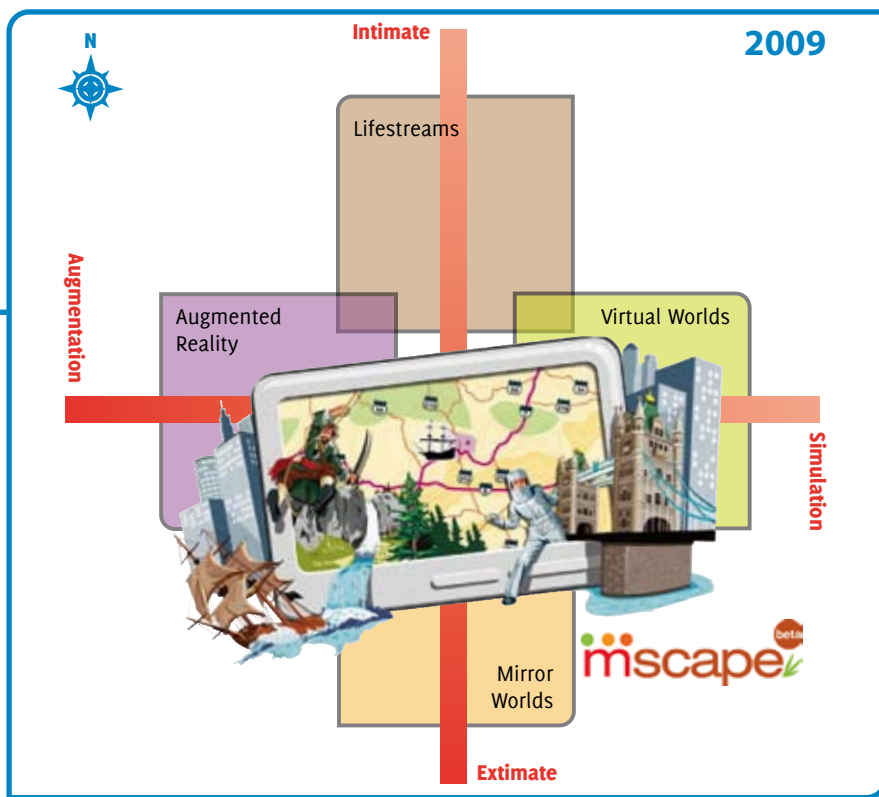 Intimate
2009
N
Lifestreams
Augmentation
Augmented
Reality
Virtual Worlds
Simulation
beta
mscape
Mirror
Worlds
Extimate